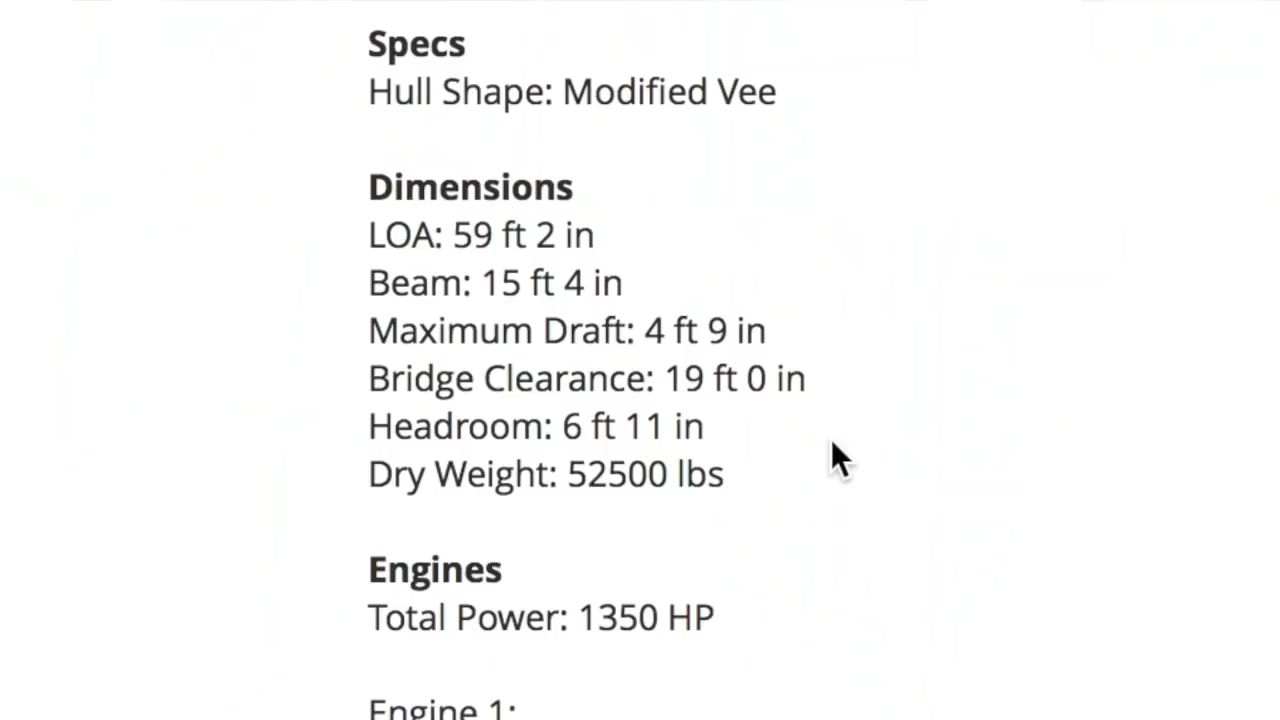 Specs
Hull Shape: Modified Vee
Dimensions
LOA: 59 ft 2 in
Beam: 15 ft 4 in
Maximum Draft: 4 ft 9 in
Bridge Clearance: 19 ft 0 in
Headroom: 6 ft 11 in
Dry Weight: 52500 lbs
Engines
Total Power: 1350 HP
Engine 1: